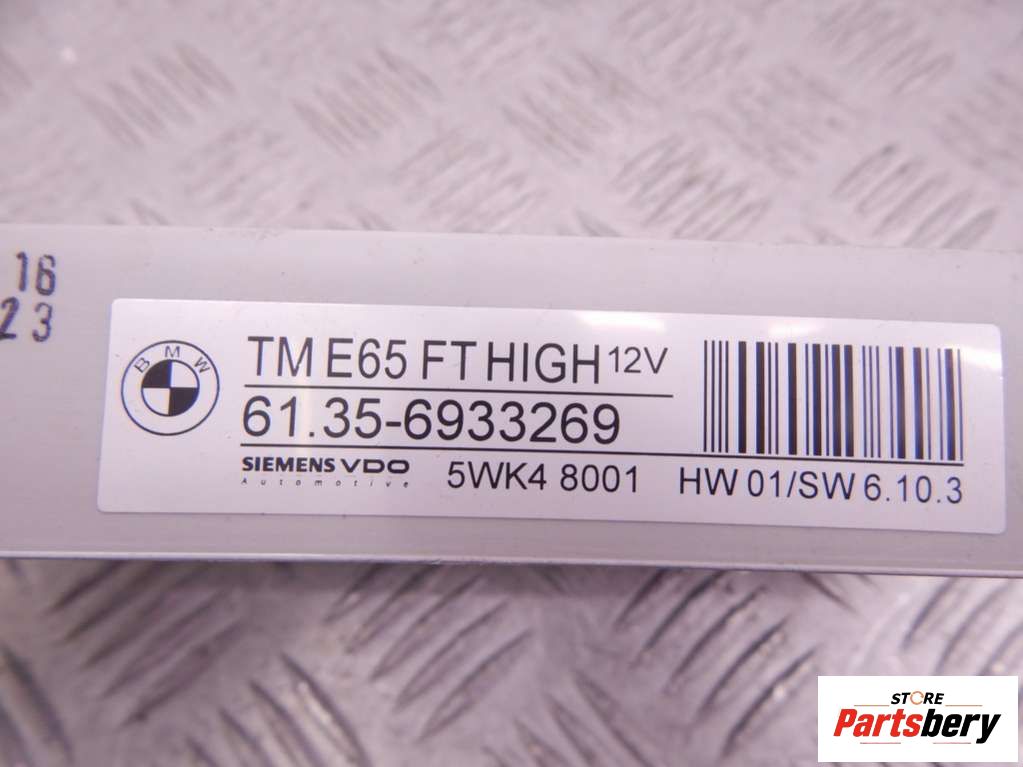 16
23
BMW
TM E65 FT HIGH 12V
61.35-6933269
SIEMENS VDO
Automotive
5WK4 8001
HW 01/SW 6.10.3
STORE
Partsbery